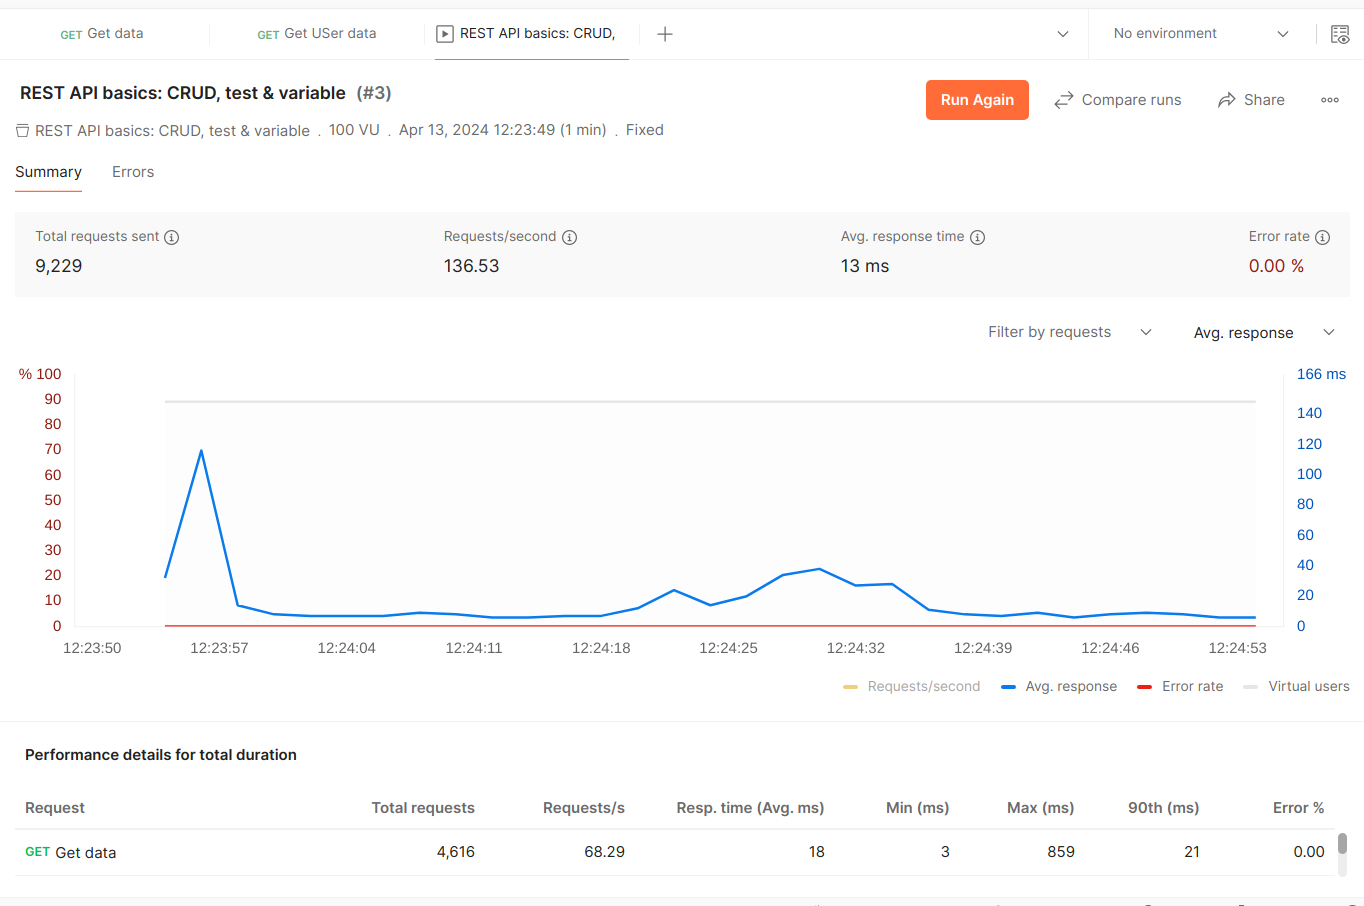 GET Get data GET Get USer data REST API basics: CRUD, No environment
REST API basics: CRUD, test & variable (#3)
Run Again Compare runs Share
REST API basics: CRUD, test & variable . 100 VU . Apr 13, 2024 12:23:49 (1 min) . Fixed
Summary Errors
Total requests sent Requests/second Avg. response time Error rate
9,229 136.53 13 ms 0.00 %
Filter by requests Avg. response
% 100 166 ms
90 140
80 120
70 100
60 80
50 60
40 40
30 20
20 0
10
0
12:23:50 12:23:57 12:24:04 12:24:11 12:24:18 12:24:25 12:24:32 12:24:39 12:24:46 12:24:53
Requests/second Avg. response Error rate Virtual users
Performance details for total duration
Request Total requests Requests/s Resp. time (Avg. ms) Min (ms) Max (ms) 90th (ms) Error %
GET Get data 4,616 68.29 18 3 859 21 0.00